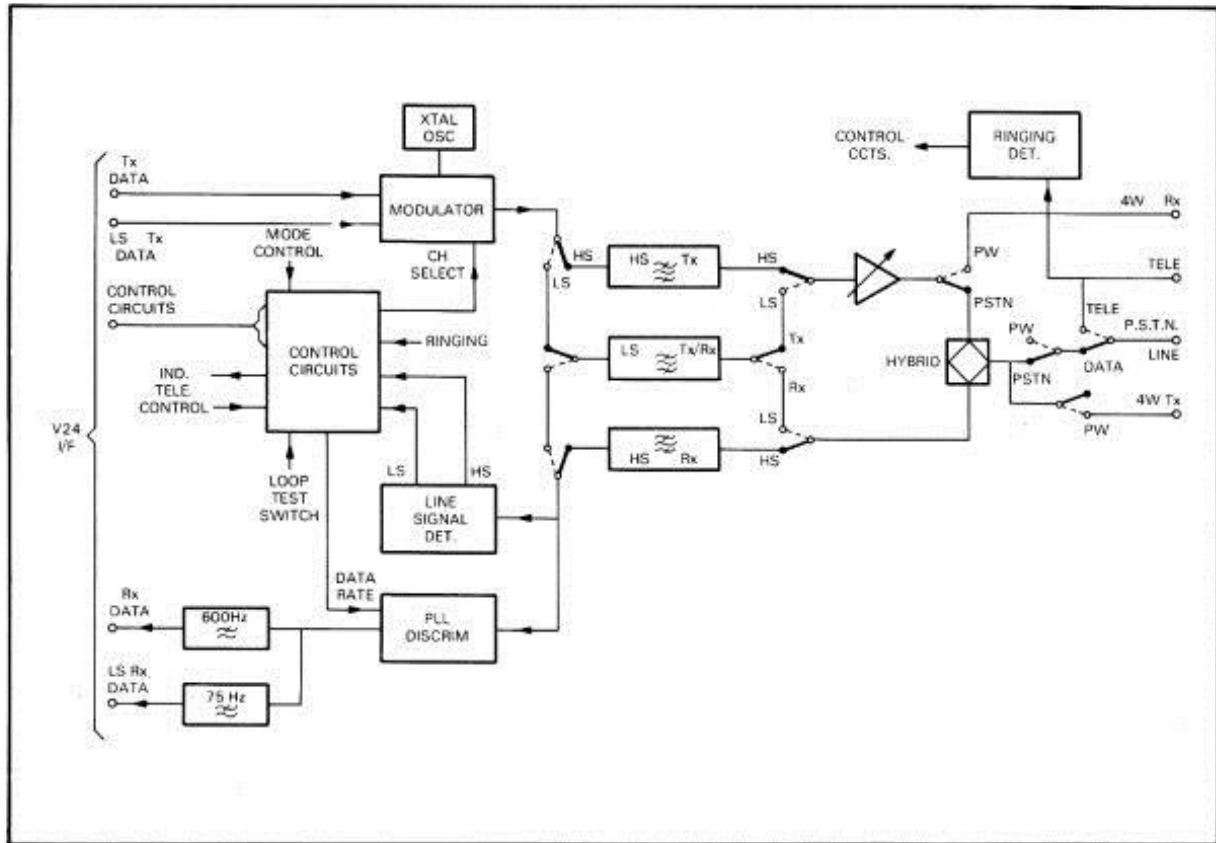 XTAL
OSC
CONTROL
CCTS.
RINGING
DET.
Tx
DATA
MODULATOR
4W Rx
LS Tx
DATA
MODE
CONTROL
CH
SELECT
HS
LS
HS Tx
HS
LS
PW
PSTN
TELE
CONTROL
CIRCUITS
CONTROL
CIRCUITS
RINGING
TELE
PW
P.S.T.N.
LINE
DATA
PSTN
HYBRID
LS Tx/Rx
Tx
Rx
IND.
TELE.
CONTROL
4W Tx
PW
V24
I/F
LOOP
TEST
SWITCH
LS
HS
LINE
SIGNAL
DET.
HS Rx
LS
HS
DATA
RATE
PLL
DISCRIM
Rx
DATA
600Hz
LS Rx
DATA
75 Hz